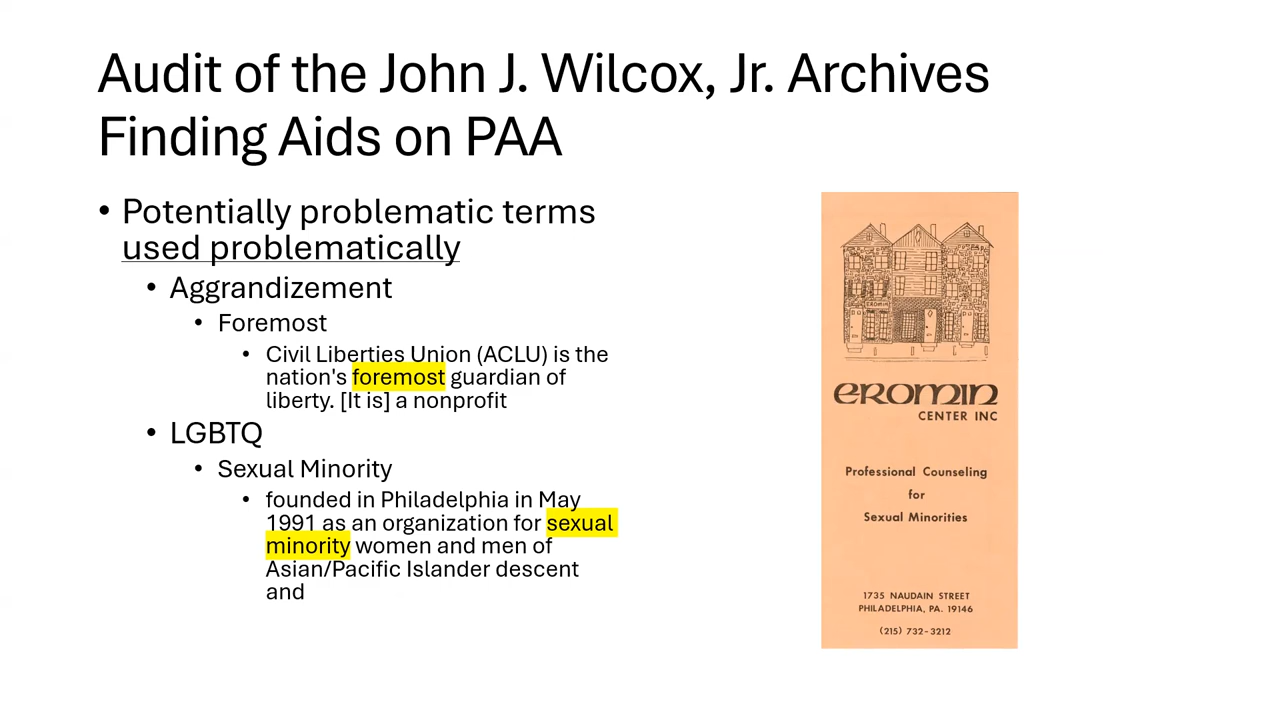 Audit of the John J. Wilcox, Jr. Archives
Finding Aids on PAA
• Potentially problematic terms
used problematically
• Aggrandizement
• Foremost
• Civil Liberties Union (ACLU) is the
nation's foremost guardian of
liberty. [It is] a nonprofit
• LGBTQ
• Sexual Minority
• founded in Philadelphia in May
1991 as an organization for sexual
minority women and men of
Asian/Pacific Islander descent
and
EROMIN
EROMIN
CENTER INC
Professional Counseling
for
Sexual Minorities
1735 NAUDAIN STREET
PHILADELPHIA, PA. 19146
(215) 732-3212